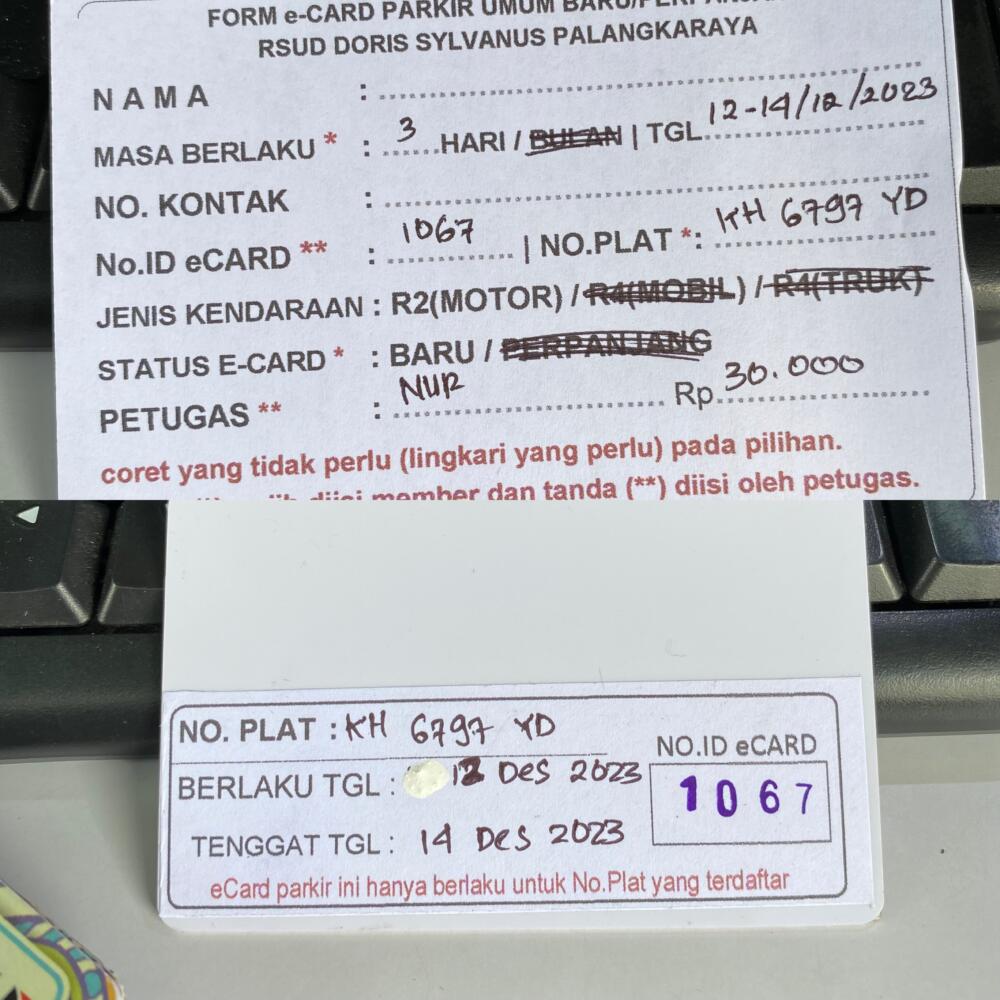 FORM e-CARD PARKIR UMUM BARU/
RSUD DORIS SYLVANUS PALANGKARAYA
N A M A :
MASA BERLAKU * : 3 HARI / BULAN | TGL 12-14/12/2023
NO. KONTAK :
No.ID eCARD ** : 1067 | NO.PLAT *: KH 6797 YD
JENIS KENDARAAN : R2(MOTOR) / R4(MOBIL) / R4(TRUK)
STATUS E-CARD * : BARU / PERPANJANG
PETUGAS ** : NUR Rp. 30.000
coret yang tidak perlu (lingkari yang perlu) pada pilihan.
diisi member dan tanda (**) diisi oleh petugas.
NO. PLAT : KH 6797 YD
NO.ID eCARD
BERLAKU TGL : 12 DES 2023
1067
TENGGAT TGL : 14 DES 2023
eCard parkir ini hanya berlaku untuk No.Plat yang terdaftar